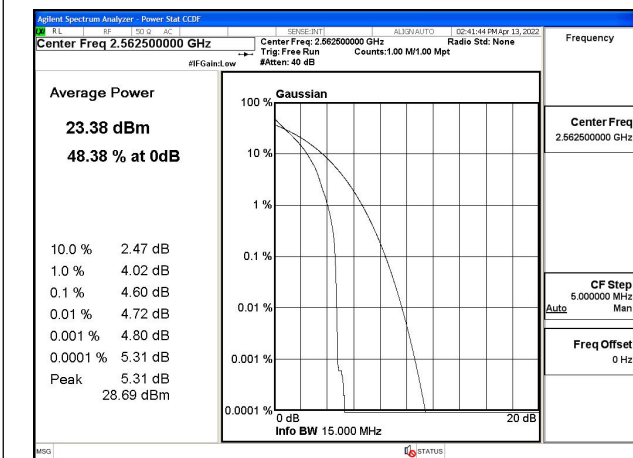 Agilent Spectrum Analyzer - Power Stat CCDF
RL RF 50 Ω AC SENSE:INT ALIGN AUTO 02:41:44 PM Apr 13, 2022
Center Freq 2.562500000 GHz
Center Freq: 2.562500000 GHz Radio Std: None
Trig: Free Run Counts:1.00 M/1.00 Mpt
#IFGain:Low #Atten: 40 dB
Frequency
Average Power
23.38 dBm
48.38 % at 0dB
10.0 % 2.47 dB
1.0 % 4.02 dB
0.1 % 4.60 dB
0.01 % 4.72 dB
0.001 % 4.80 dB
0.0001 % 5.31 dB
Peak 5.31 dB
28.69 dBm
Gaussian
100 %
10 %
1 %
0.1 %
0.01 %
0.001 %
0.0001 %
0 dB 20 dB
Info BW 15.000 MHz
Center Freq
2.562500000 GHz
CF Step
5.000000 MHz
Auto Man
Freq Offset
0 Hz
MSG STATUS